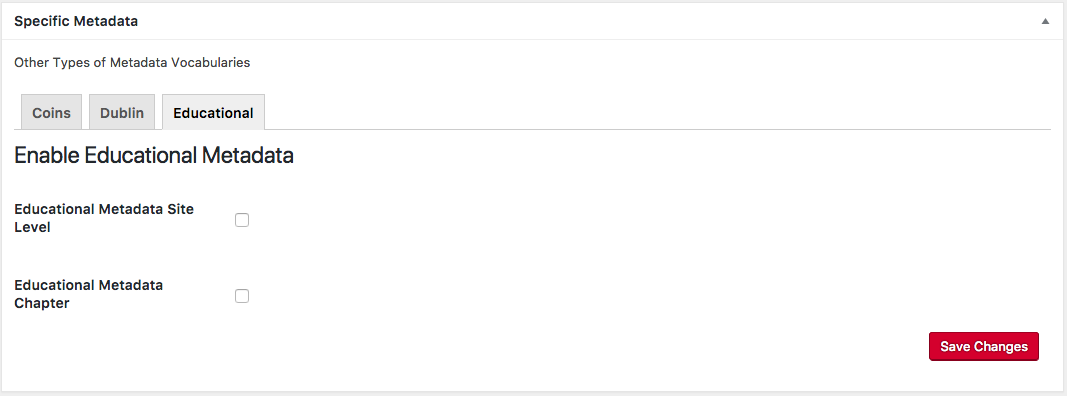 Specific Metadata
Other Types of Metadata Vocabularies
Coins Dublin Educational
Enable Educational Metadata
Educational Metadata Site
Level
Educational Metadata
Chapter
Save Changes